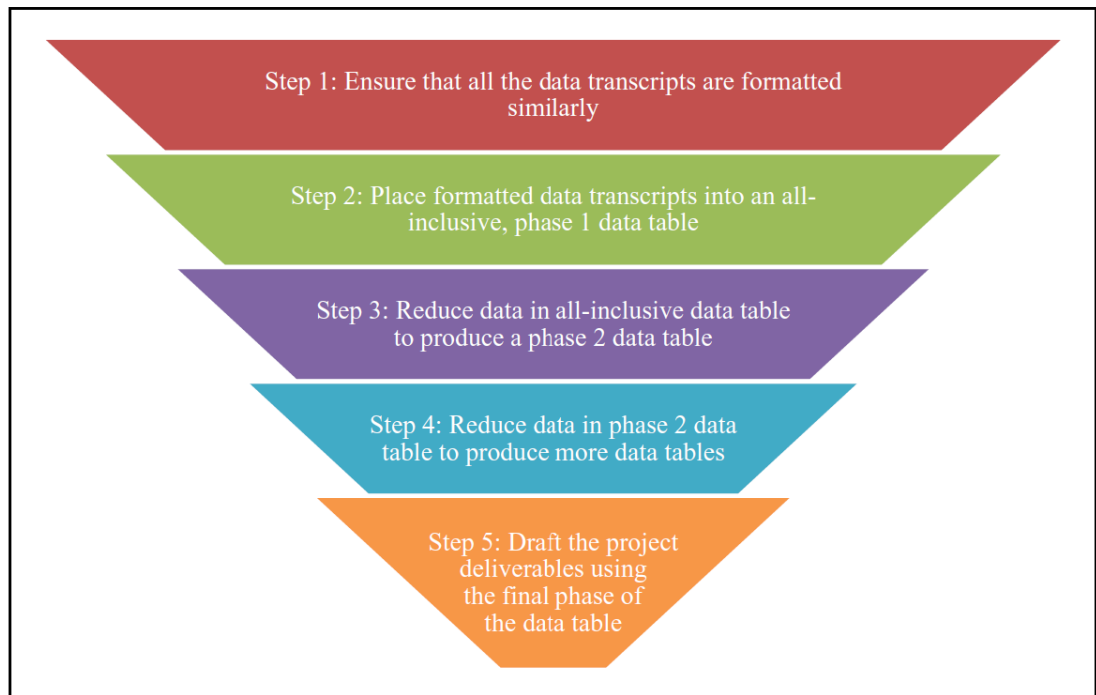 Step 1: Ensure that all the data transcripts are formatted
similarly
Step 2: Place formatted data transcripts into an all-
inclusive, phase 1 data table
Step 3: Reduce data in all-inclusive data table
to produce a phase 2 data table
Step 4: Reduce data in phase 2 data
table to produce more data tables
Step 5: Draft the project
deliverables using
the final phase of
the data table